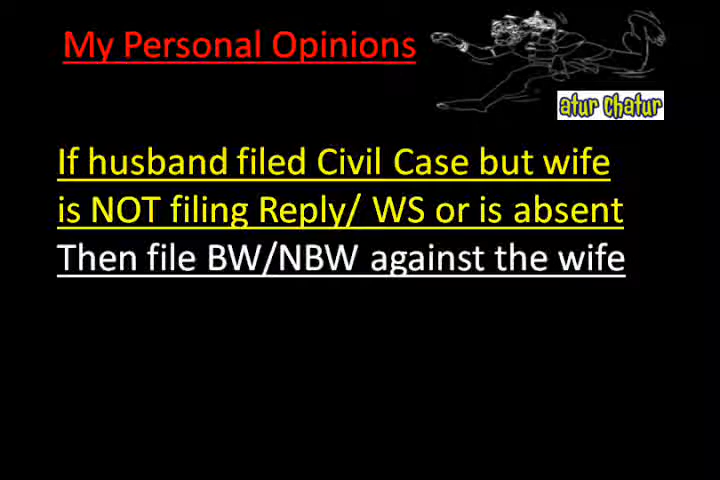 My Personal Opinions
atur chatur
If husband filed Civil Case but wife
is NOT filing Reply/ WS or is absent
Then file BW/NBW against the wife